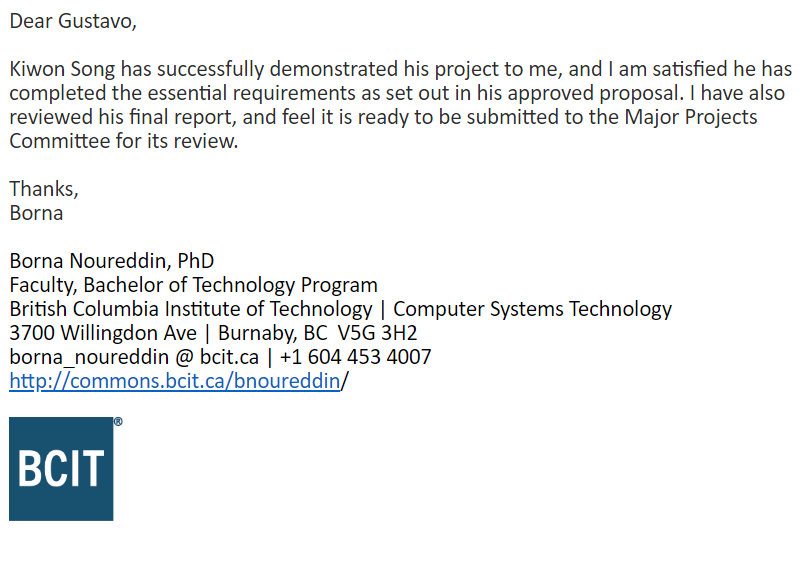 Dear Gustavo,
Kiwon Song has successfully demonstrated his project to me, and I am satisfied he has
completed the essential requirements as set out in his approved proposal. I have also
reviewed his final report, and feel it is ready to be submitted to the Major Projects
Committee for its review.
Thanks,
Borna
Borna Noureddin, PhD
Faculty, Bachelor of Technology Program
British Columbia Institute of Technology | Computer Systems Technology
3700 Willingdon Ave | Burnaby, BC  V5G 3H2
borna_noureddin @ bcit.ca | +1 604 453 4007
http://commons.bcit.ca/bnoureddin/
BCIT®